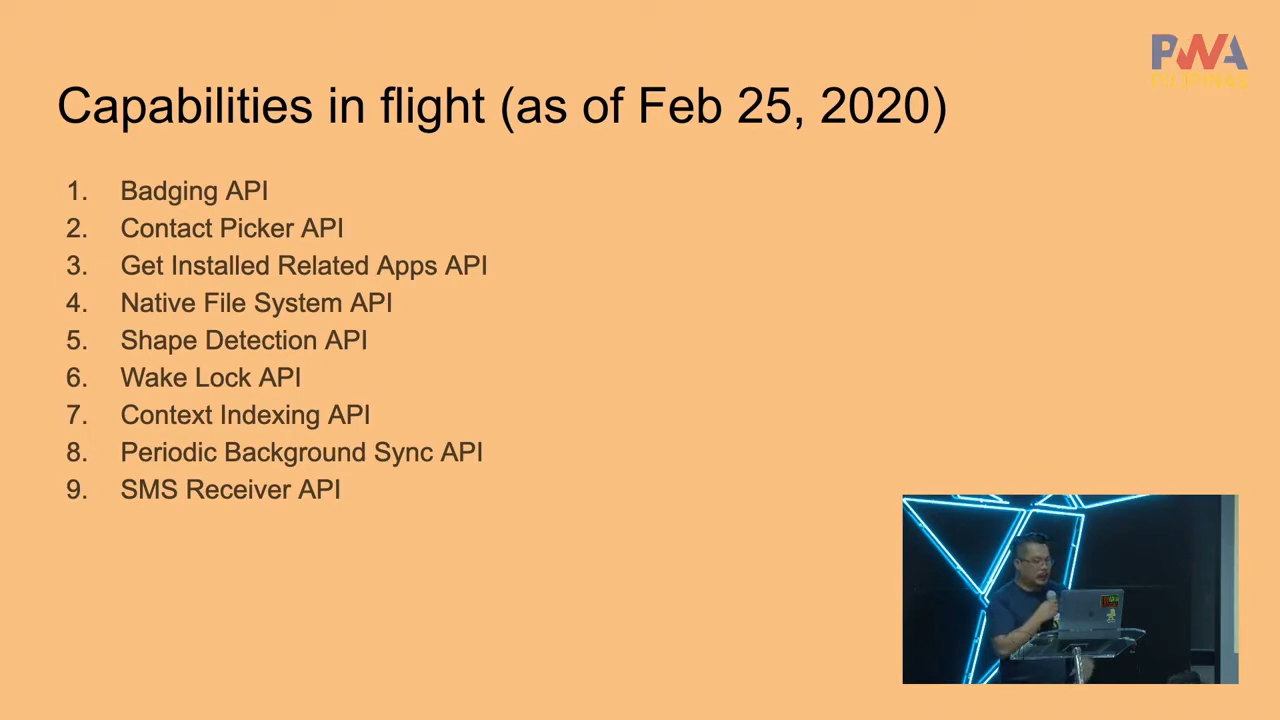 PWA
PILIPINAS
Capabilities in flight (as of Feb 25, 2020)
1. Badging API
2. Contact Picker API
3. Get Installed Related Apps API
4. Native File System API
5. Shape Detection API
6. Wake Lock API
7. Context Indexing API
8. Periodic Background Sync API
9. SMS Receiver API